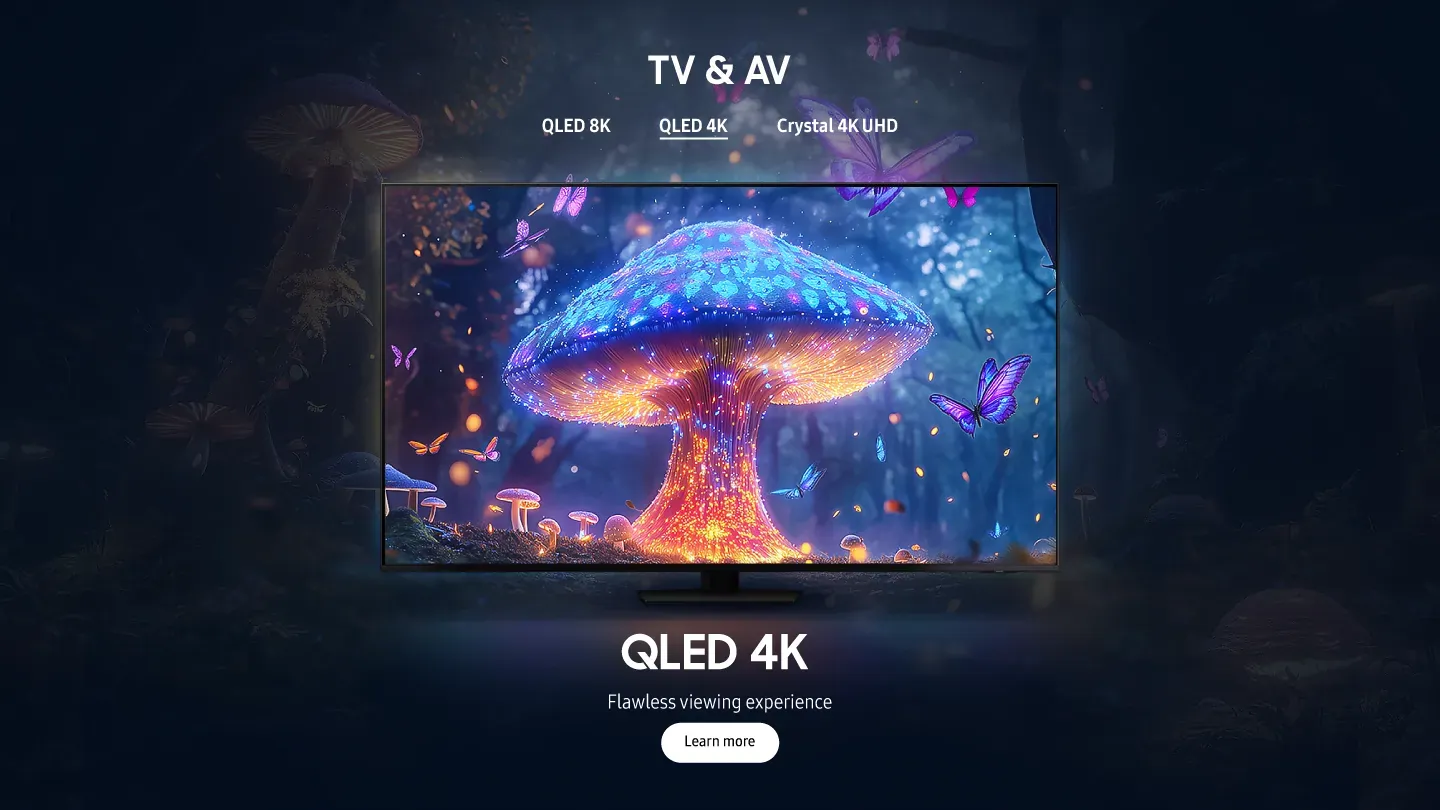 TV & AV
QLED 8K QLED 4K Crystal 4K UHD
QLED 4K
Flawless viewing experience
Learn more